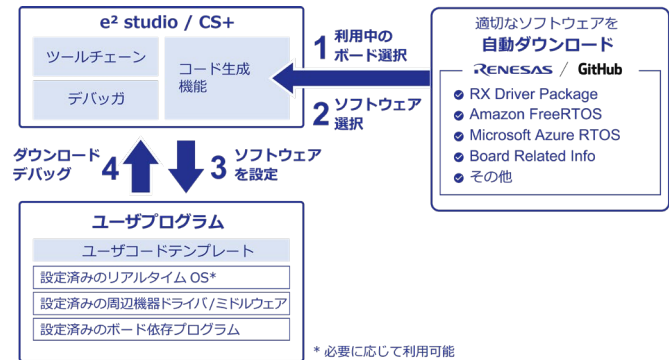 e² studio / CS+
ツールチェーン
デバッガ
コード生成
機能
1 利用中の
ボード選択
2 ソフトウェア
選択
適切なソフトウェアを
自動ダウンロード
RENESAS / GitHub
RX Driver Package
Amazon FreeRTOS
Microsoft Azure RTOS
Board Related Info
その他
ダウンロード
デバッグ 4
3 ソフトウェア
を設定
ユーザプログラム
ユーザコードテンプレート
設定済みのリアルタイム OS*
設定済みの周辺機器ドライバ/ミドルウェア
設定済みのボード依存プログラム
* 必要に応じて利用可能